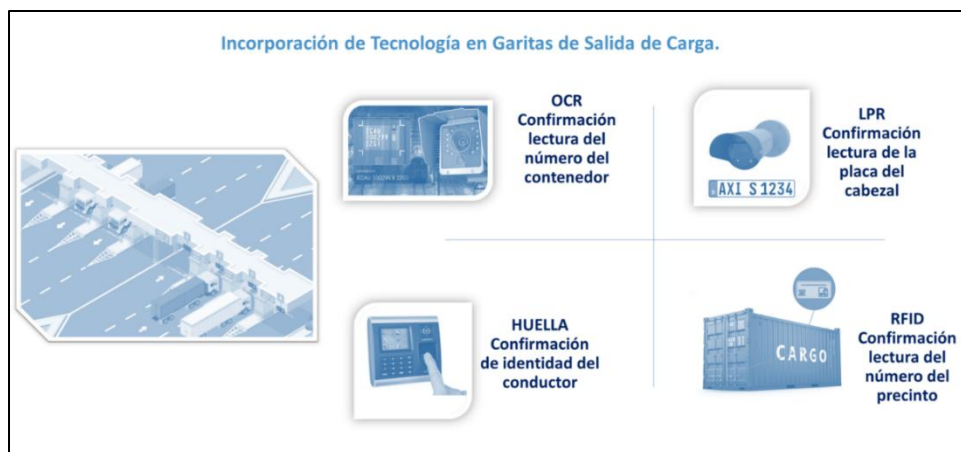 Incorporación de Tecnología en Garitas de Salida de Carga.
OCR
Confirmación
lectura del
número del
contenedor
LPR
Confirmación
lectura de la
placa del
cabezal
AXI S 1234
HUELLA
Confirmación
de identidad del
conductor
CARGO
RFID
Confirmación
lectura del
número del
precinto